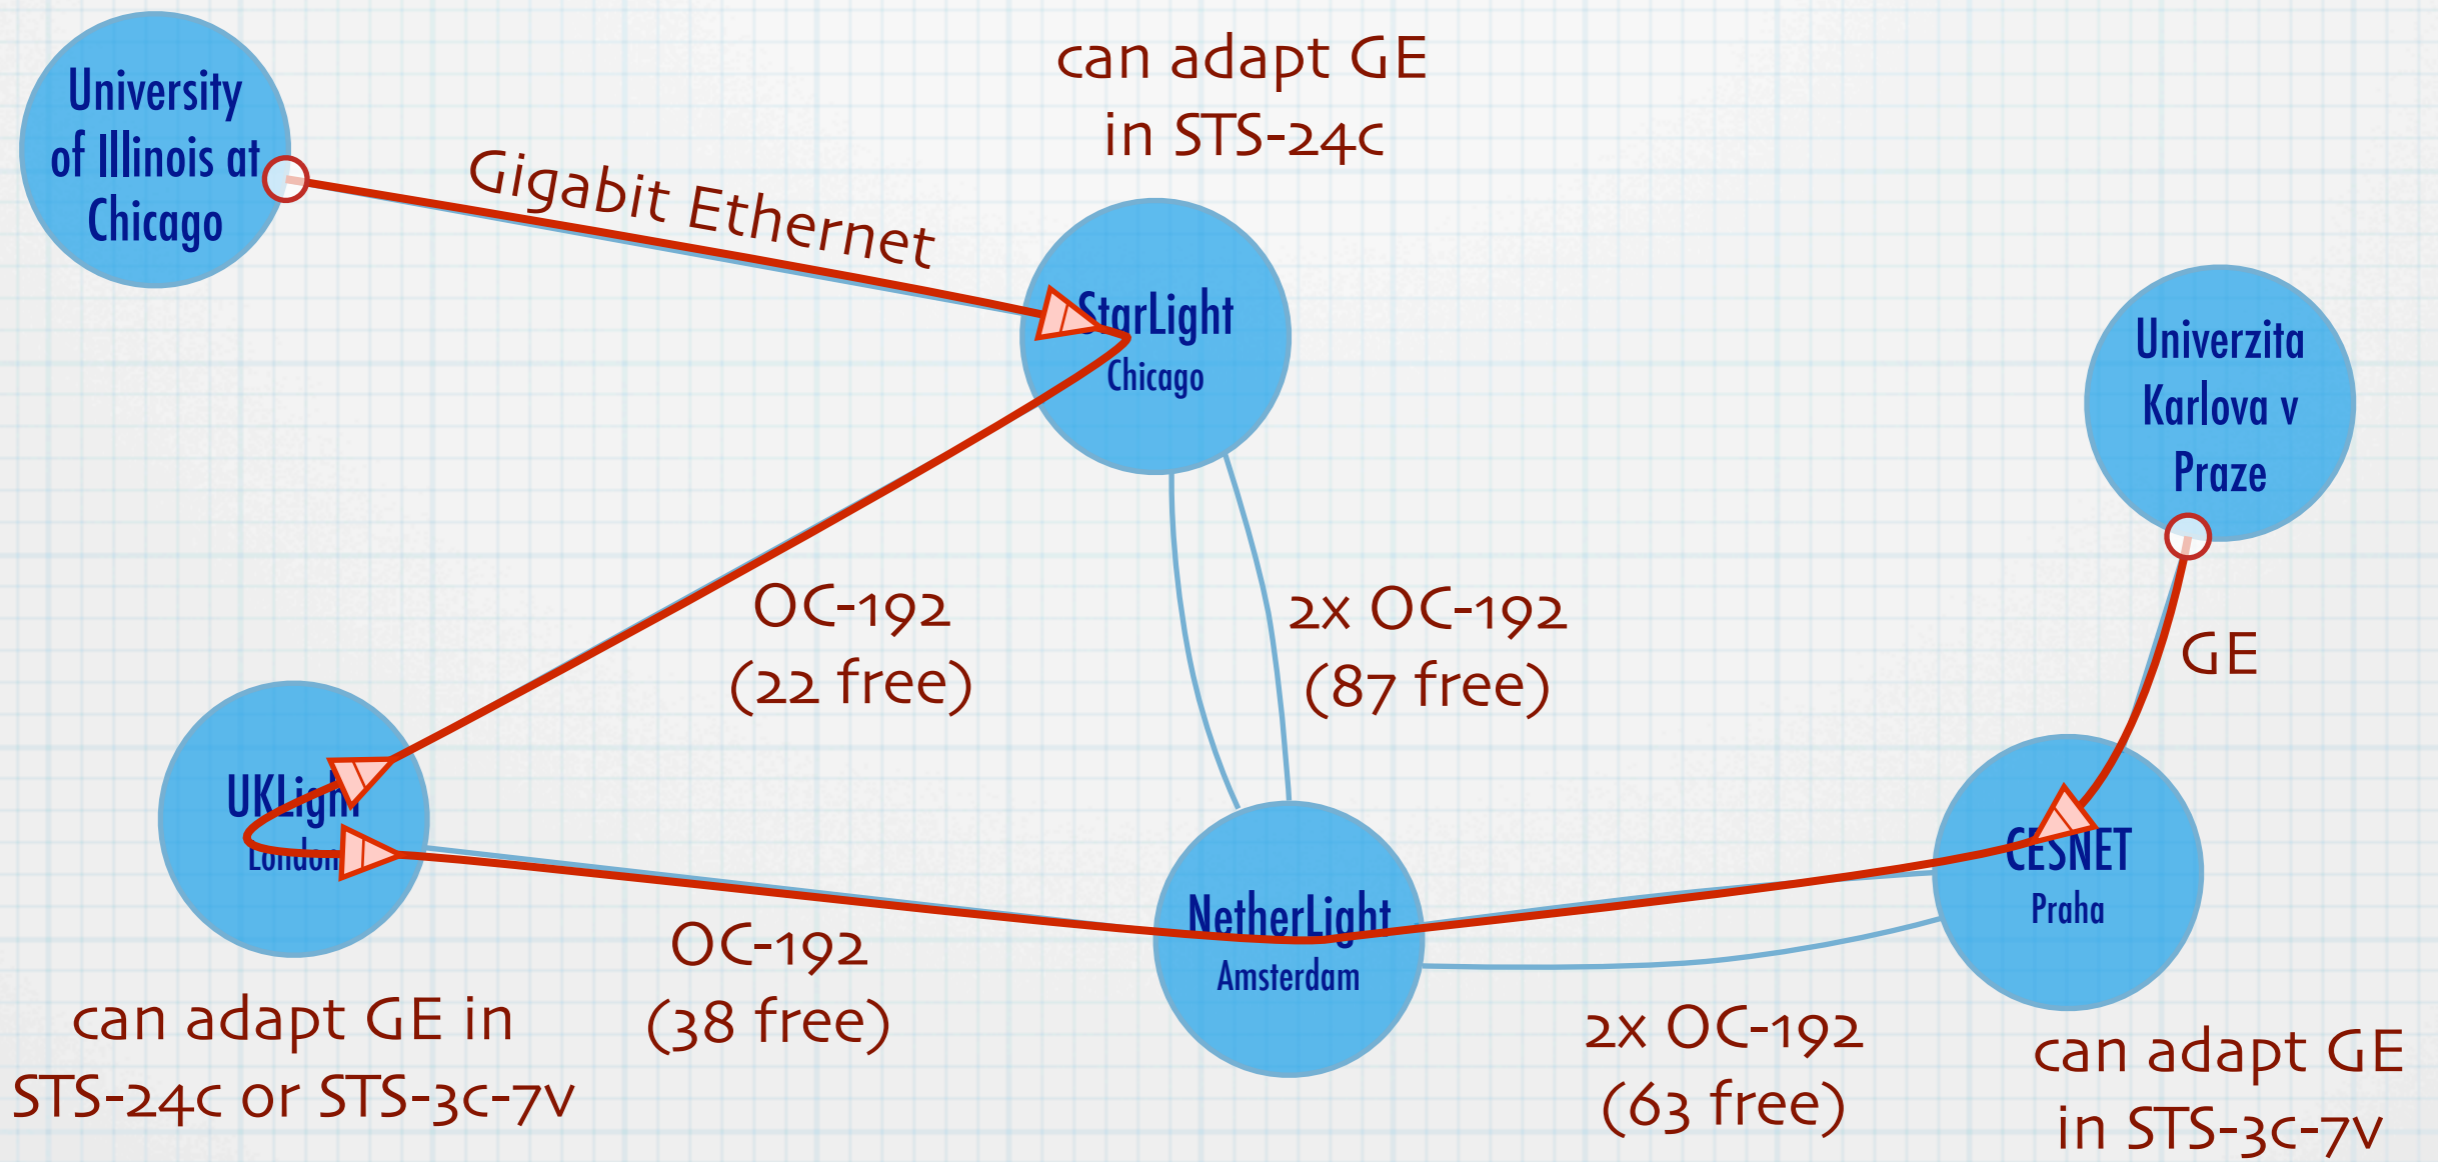 University
of Illinois at
Chicago
can adapt GE
in STS-24c
Gigabit Ethernet
StarLight
Chicago
Univerzita
Karlova v
Praze
OC-192
(22 free)
2x OC-192
(87 free)
GE
UKLight
London
CESNET
Praha
NetherLight
Amsterdam
OC-192
(38 free)
can adapt GE in
STS-24c or STS-3c-7v
2x OC-192
(63 free)
can adapt GE
in STS-3c-7v